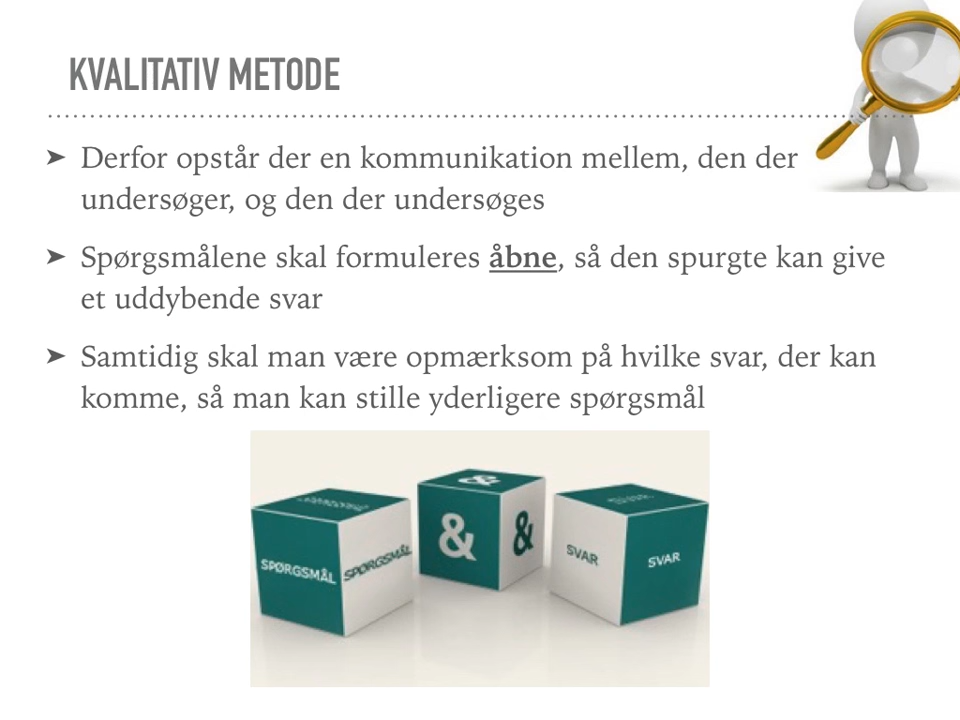 KVALITATIV METODE
➤ Derfor opstår der en kommunikation mellem, den der
undersøger, og den der undersøges
➤ Spørgsmålene skal formuleres åbne, så den spurgte kan give
et uddybende svar
➤ Samtidig skal man være opmærksom på hvilke svar, der kan
komme, så man kan stille yderligere spørgsmål
SPØRGSMÅL SPØRGSMÅL
&
& &
SVAR SVAR